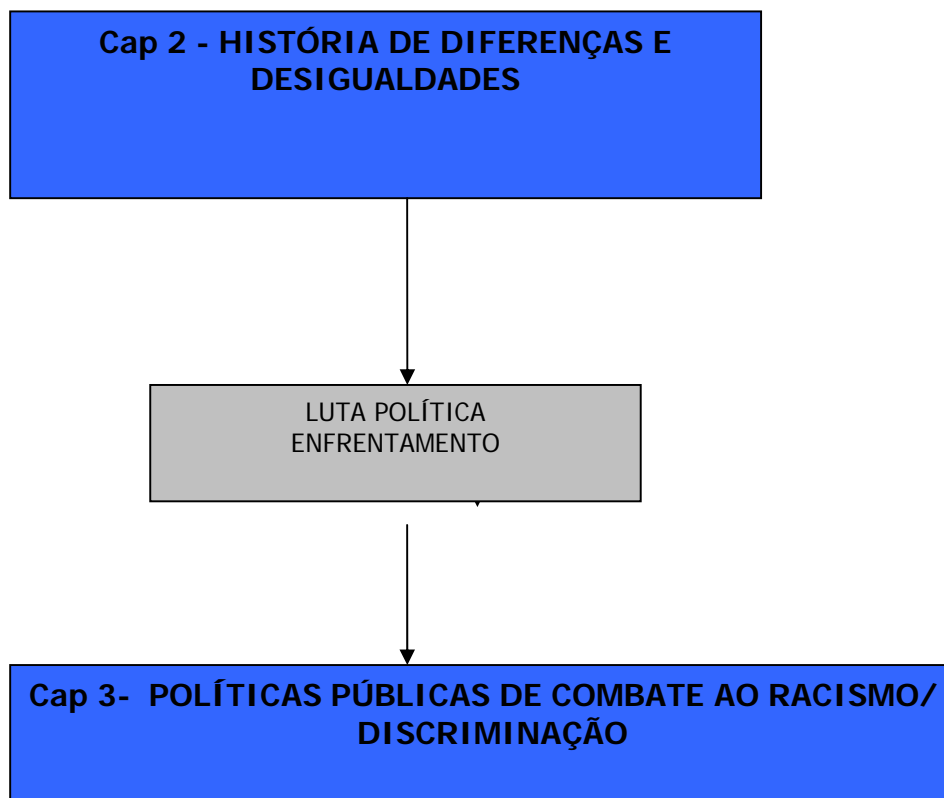 Cap 2 - HISTÓRIA DE DIFERENÇAS E
DESIGUALDADES
LUTA POLÍTICA
ENFRENTAMENTO
Cap 3- POLÍTICAS PÚBLICAS DE COMBATE AO RACISMO/
DISCRIMINAÇÃO